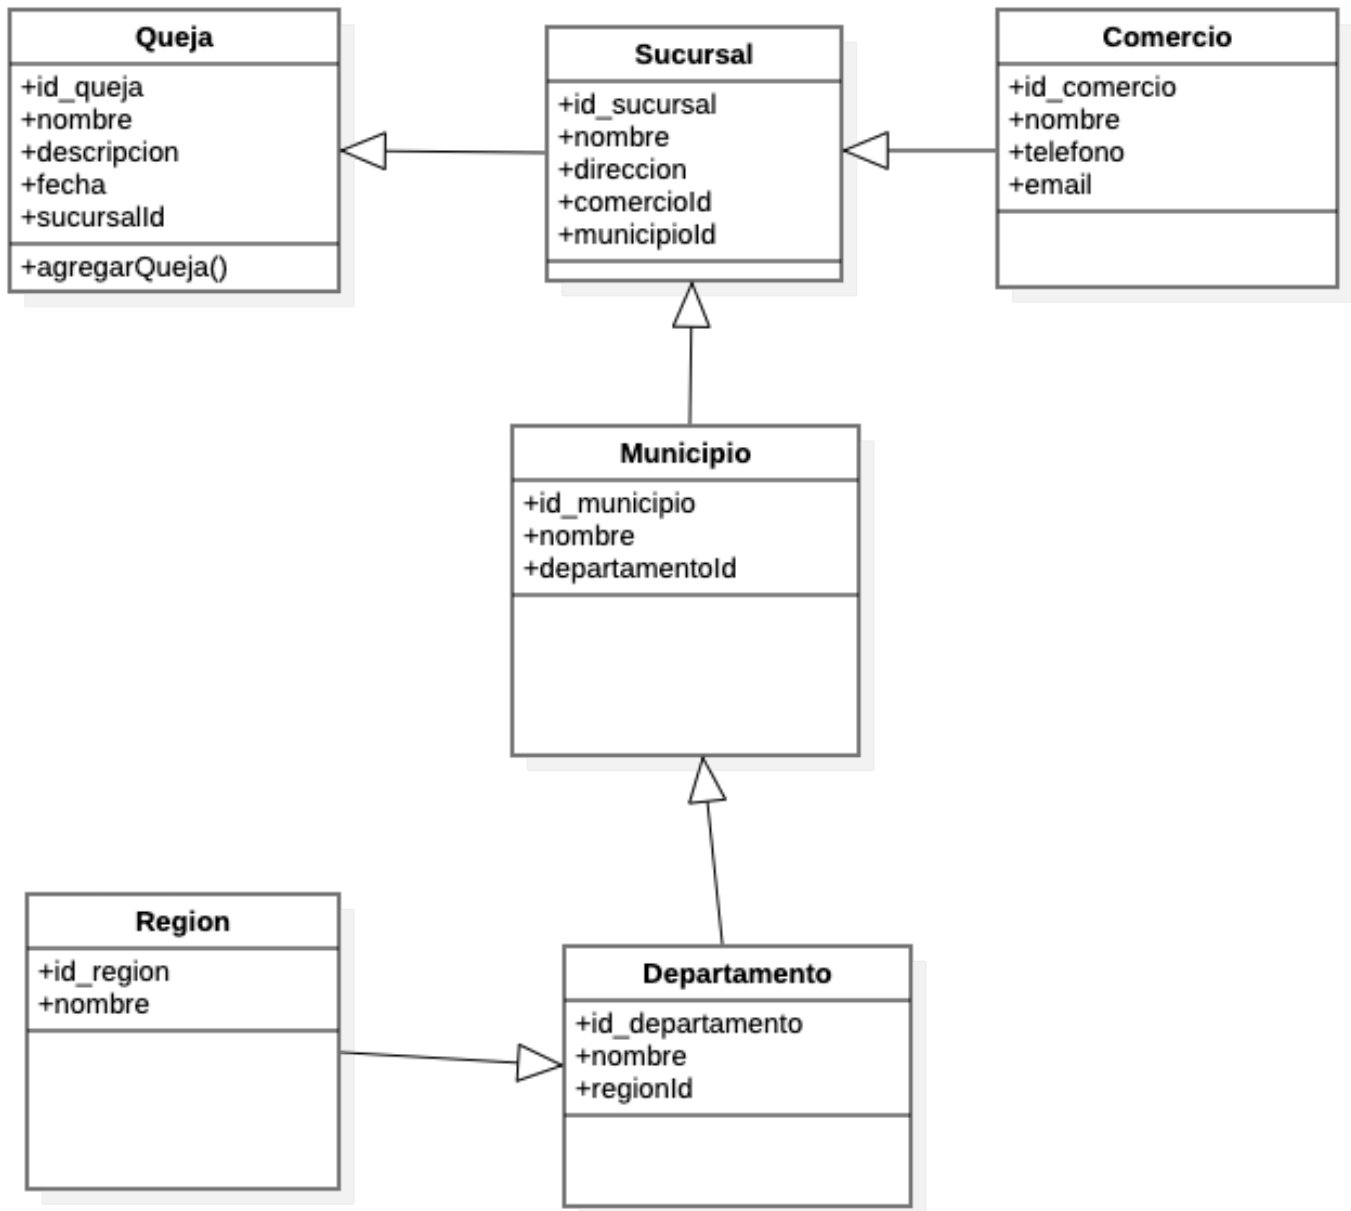 Queja
+id_queja
+nombre
+descripcion
+fecha
+sucursalId
+agregarQueja()
Sucursal
+id_sucursal
+nombre
+direccion
+comercioId
+municipioId
Comercio
+id_comercio
+nombre
+telefono
+email
Municipio
+id_municipio
+nombre
+departamentoId
Region
+id_region
+nombre
Departamento
+id_departamento
+nombre
+regionId